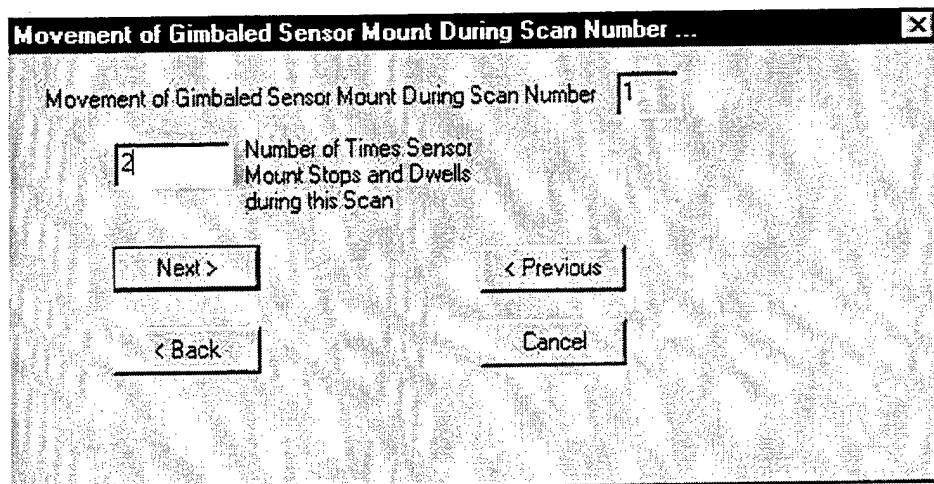 Movement of Gimbaled Sensor Mount During Scan Number ...
Movement of Gimbaled Sensor Mount During Scan Number 1
2 Number of Times Sensor
Mount Stops and Dwells
during this Scan
Next > < Previous
< Back Cancel